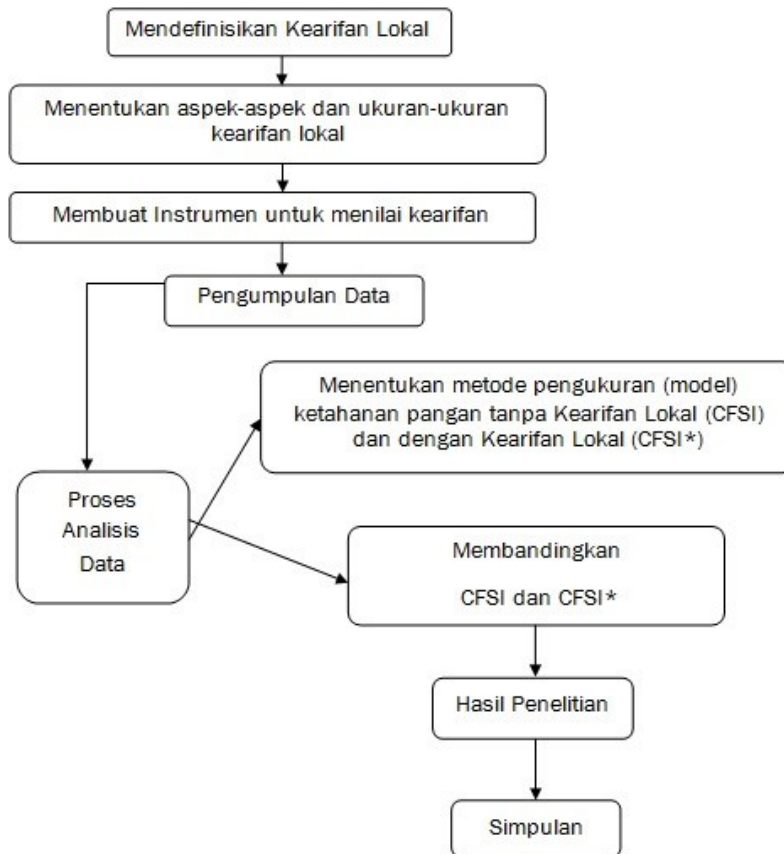 Mendefinisikan Kearifan Lokal
Menentukan aspek-aspek dan ukuran-ukuran
kearifan lokal
Membuat Instrumen untuk menilai kearifan
Pengumpulan Data
Menentukan metode pengukuran (model)
ketahanan pangan tanpa Kearifan Lokal (CFSI)
dan dengan Kearifan Lokal (CFSI*)
Proses
Analisis
Data
Membandingkan
CFSI dan CFSI*
Hasil Penelitian
Simpulan